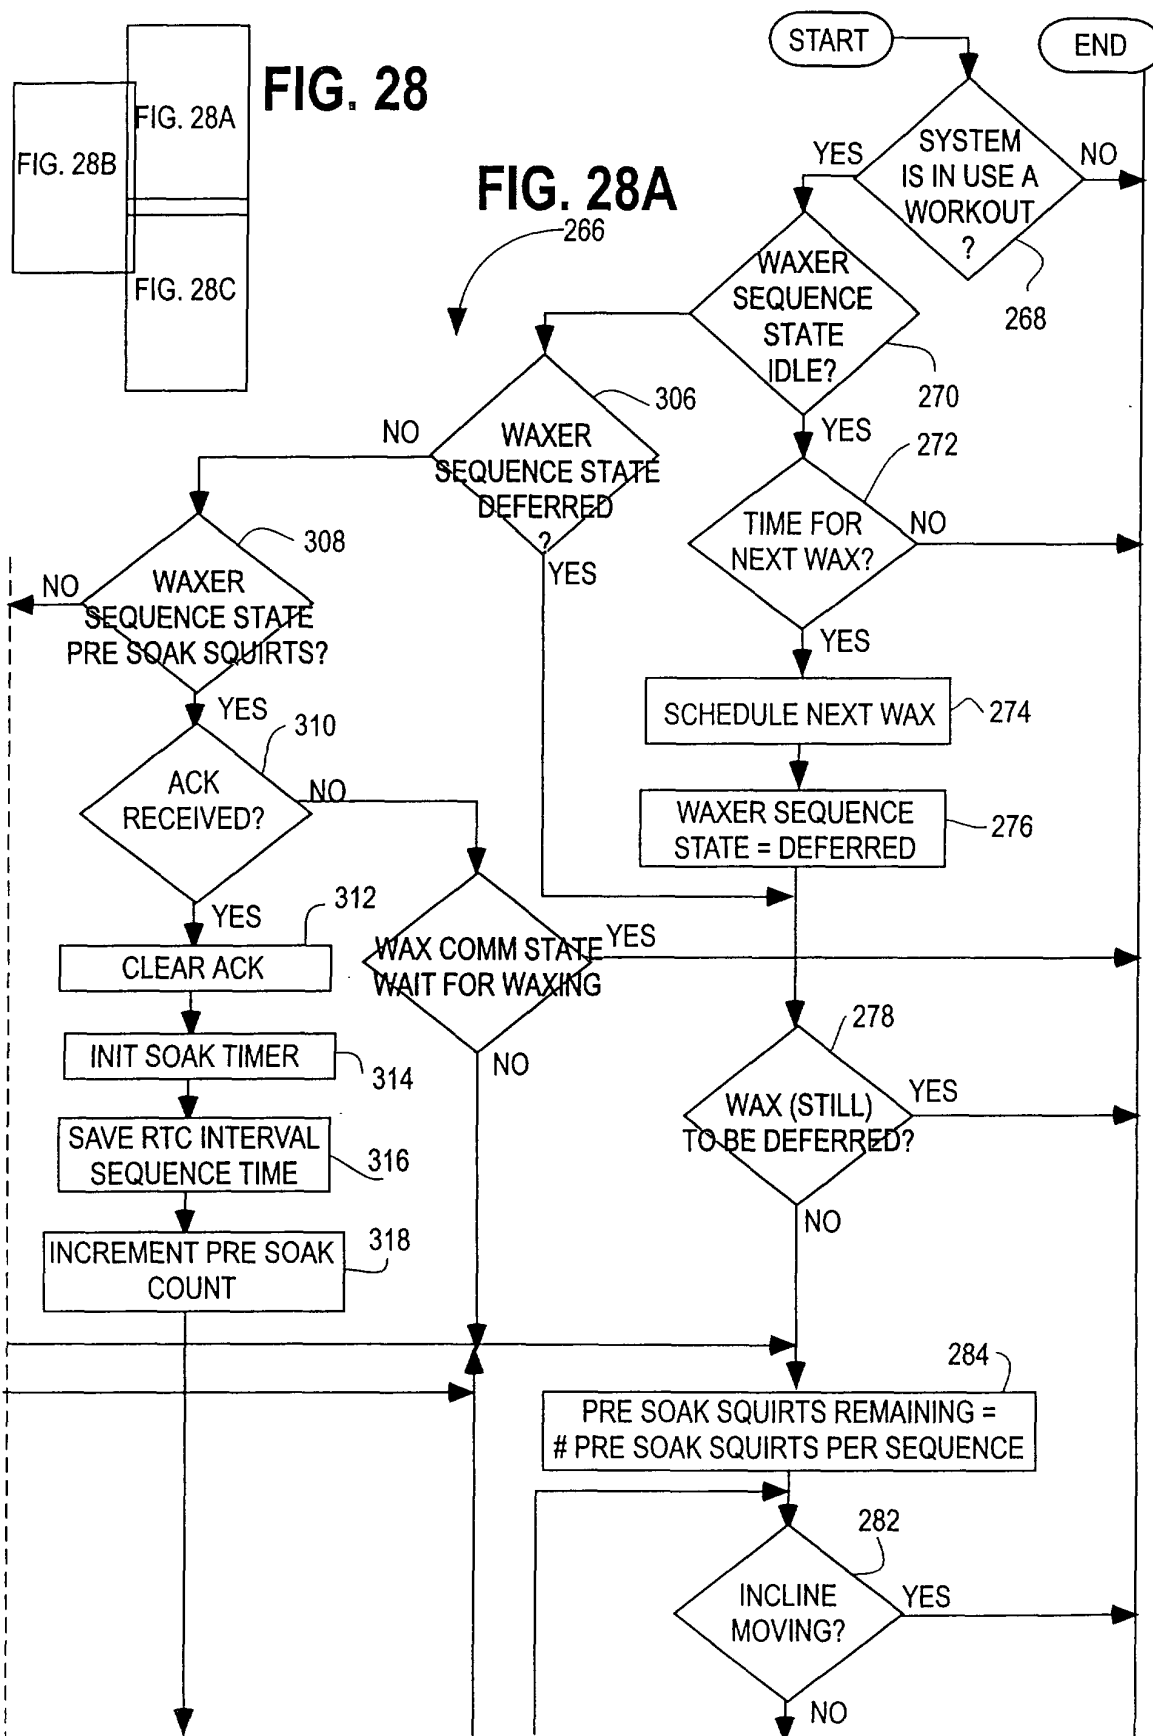 START
END
FIG. 28
FIG. 28A
FIG. 28B
FIG. 28C
FIG. 28A
266
SYSTEM
IS IN USE A
WORKOUT
?
YES
NO
268
WAXER
SEQUENCE
STATE
IDLE?
270
YES
306
WAXER
SEQUENCE STATE
DEFERRED
?
NO
YES
272
TIME FOR
NEXT WAX?
NO
YES
308
WAXER
SEQUENCE STATE
PRE SOAK SQUIRTS?
NO
YES
SCHEDULE NEXT WAX
274
310
ACK
RECEIVED?
NO
YES
WAXER SEQUENCE
STATE = DEFERRED
276
312
CLEAR ACK
WAX COMM STATE
WAIT FOR WAXING
YES
NO
INIT SOAK TIMER
314
278
WAX (STILL)
TO BE DEFERRED?
YES
NO
SAVE RTC INTERVAL
SEQUENCE TIME
316
INCREMENT PRE SOAK
COUNT
318
284
PRE SOAK SQUIRTS REMAINING =
# PRE SOAK SQUIRTS PER SEQUENCE
282
INCLINE
MOVING?
YES
NO